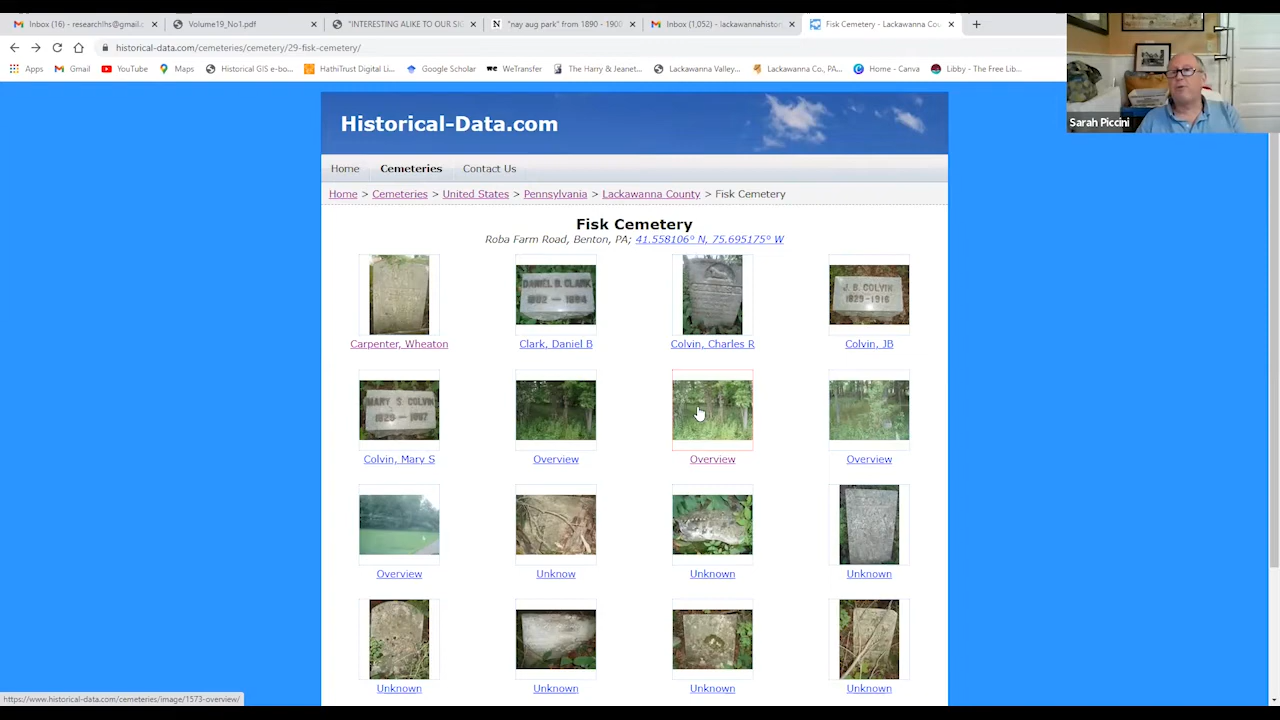 Inbox (16) - researchlhs@gmail.c
Volume19_No1.pdf
"INTERESTING ALIKE TO OUR SIG
"nay aug park" from 1890 - 1900
Inbox (1,052) - lackawannahistor
Fisk Cemetery - Lackawanna Cou
historical-data.com/cemeteries/cemetery/29-fisk-cemetery/
Apps
Gmail
YouTube
Maps
Historical GIS e-bo...
HathiTrust Digital Li...
Google Scholar
WeTransfer
The Harry & Jeanet...
Lackawanna Valley...
Lackawanna Co., PA...
Home - Canva
Libby - The Free Lib...
Sarah Piccini
Historical-Data.com
Home
Cemeteries
Contact Us
Home > Cemeteries > United States > Pennsylvania > Lackawanna County > Fisk Cemetery
Fisk Cemetery
Roba Farm Road, Benton, PA; 41.558106° N, 75.695175° W
DANIEL B. CLARK
J. B. COLVIN
1829-1916
Carpenter, Wheaton
Clark, Daniel B
Colvin, Charles R
Colvin, JB
MARY S. COLVIN
Colvin, Mary S
Overview
Overview
Overview
Overview
Unknow
Unknown
Unknown
Unknown
Unknown
Unknown
Unknown
https://www.historical-data.com/cemeteries/image/1573-overview/